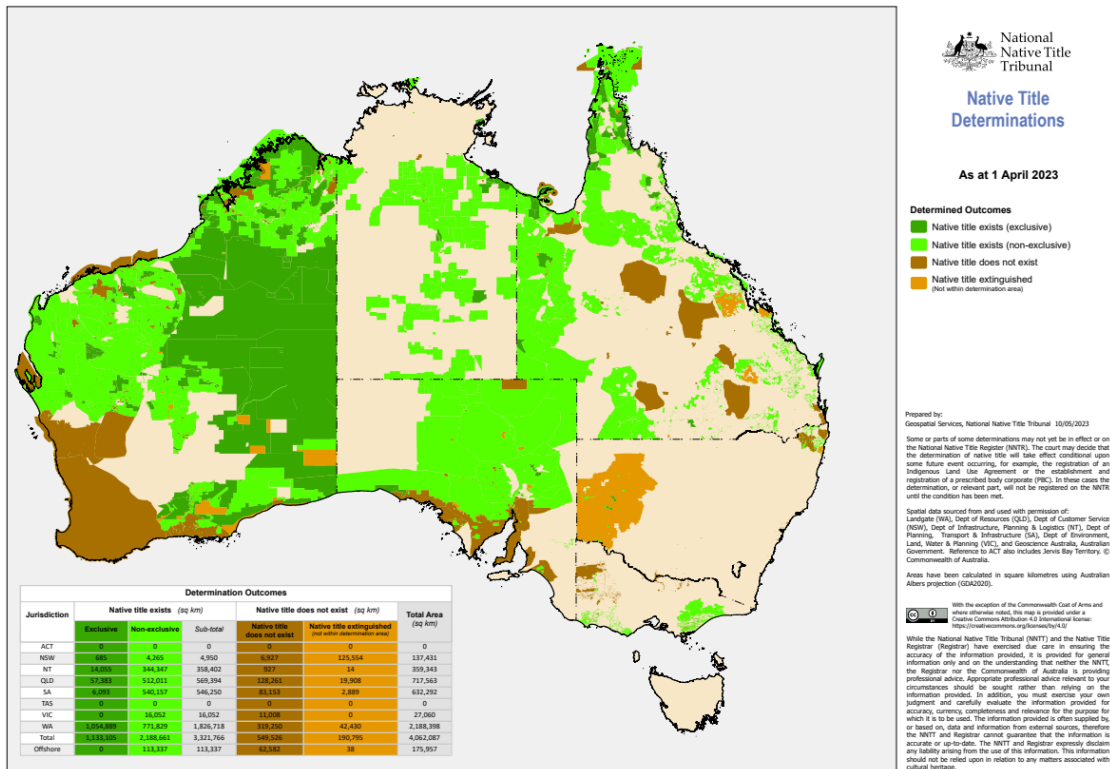 National
Native Title
Tribunal
Native Title
Determinations
As at 1 April 2023
Determined Outcomes
Native title exists (exclusive)
Native title exists (non-exclusive)
Native title does not exist
Native title extinguished
(Not within determination area)
Prepared by:
Geospatial Services, National Native Title Tribunal 10/05/2023
Some or parts of some determinations may not yet be in effect or on
the National Native Title Register (NNTR). The court may decide that
the determination of native title will take effect conditional upon
some future event occurring, for example, the registration of an
Indigenous Land Use Agreement or the establishment and
registration of a prescribed body corporate (PBC). In these cases the
determination, or relevant part, will not be registered on the NNTR
until the condition has been met.
Spatial data sourced from and used with permission of:
Landgate (WA), Dept of Resources (QLD), Dept of Customer Service
(NSW), Dept of Infrastructure, Planning & Logistics (NT), Dept of
Planning, Transport & Infrastructure (SA), Dept of Environment,
Land, Water & Planning (VIC), and Geoscience Australia, Australian
Government. Reference to ACT also includes Jervis Bay Territory. ©
Commonwealth of Australia.
Areas have been calculated in square kilometres using Australian
Albers projection (GDA2020).
With the exception of the Commonwealth Coat of Arms and
where otherwise noted, this map is provided under a
Creative Commons Attribution 4.0 International license:
https://creativecommons.org/licenses/by/4.0/
While the National Native Title Tribunal (NNTT) and the Native Title
Registrar (Registrar) have exercised due care in ensuring the
accuracy of the information provided, it is provided for general
information only and on the understanding that neither the NNTT,
the Registrar nor the Commonwealth of Australia is providing
professional advice. Appropriate professional advice relevant to your
circumstances should be sought rather than relying on the
information provided. In addition, you must exercise your own
judgment and carefully evaluate the information provided for
accuracy, currency, completeness and relevance for the purpose for
which it is to be used. The information provided is often supplied by,
or based on, data and information from external sources, therefore
the NNTT and Registrar cannot guarantee that the information is
accurate or up-to-date. The NNTT and Registrar expressly disclaim
any liability arising from the use of this information. This information
should not be relied upon in relation to any matters associated with
cultural heritage.
Determination Outcomes
Jurisdiction Native title exists (sq km) Native title does not exist (sq km) Total Area (sq km)
Exclusive Non-exclusive Sub-total Native title does not exist Native title extinguished (not within determination area)
ACT 0 0 0 0 0 0
NSW 685 4,265 4,950 6,927 125,554 137,431
NT 14,055 344,347 358,402 927 14 359,343
QLD 57,383 512,011 569,394 128,261 19,908 717,563
SA 6,093 540,157 546,250 83,153 2,889 632,292
TAS 0 0 0 0 0 0
VIC 0 16,052 16,052 11,008 0 27,060
WA 1,054,889 771,829 1,826,718 319,250 42,430 2,188,398
Total 1,133,105 2,188,661 3,321,766 549,526 190,795 4,062,087
Offshore 0 113,337 113,337 62,582 38 175,957